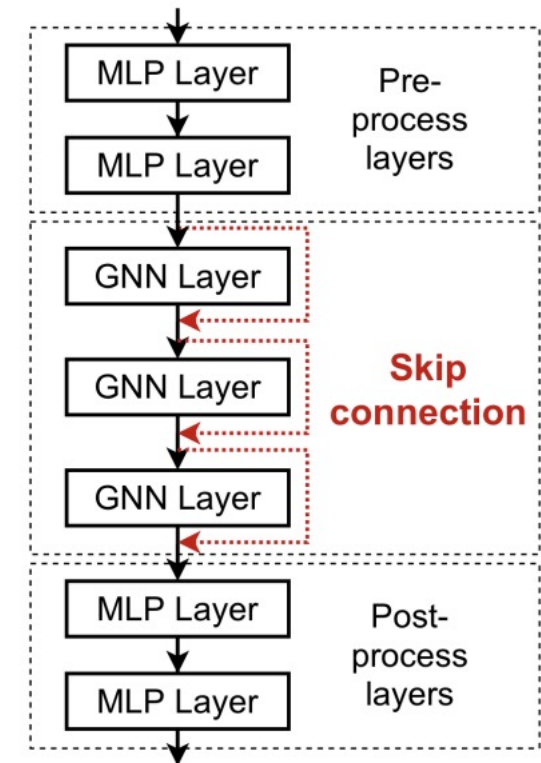 MLP Layer
MLP Layer
Pre-
process
layers
GNN Layer
GNN Layer
GNN Layer
Skip
connection
MLP Layer
MLP Layer
Post-
process
layers